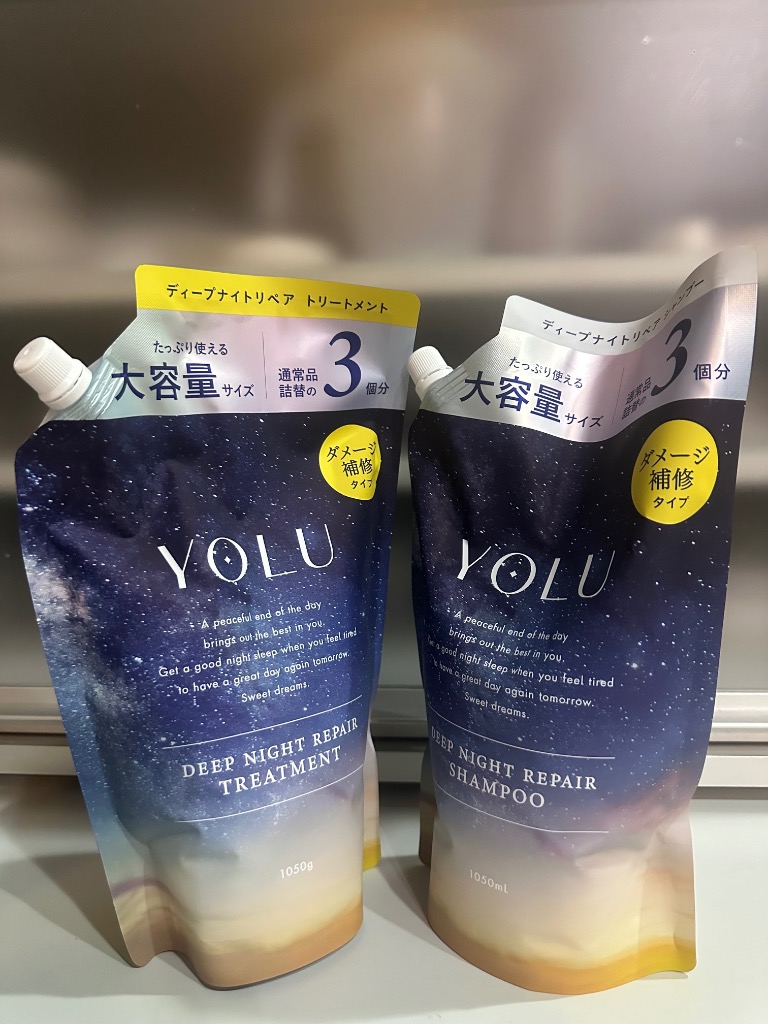 ディープナイトリペア トリートメント
たっぷり使える
大容量サイズ
通常品
詰替の
3個分
ダメージ
補修
タイプ
YOLU
A peaceful end of the day
brings out the best in you.
Get a good night sleep when you feel tired
to have a great day again tomorrow.
Sweet dreams.
DEEP NIGHT REPAIR
TREATMENT
1050g
ディープナイトリペア シャンプー
たっぷり使える
大容量サイズ
通常品
詰替の
3個分
ダメージ
補修
タイプ
YOLU
A peaceful end of the day
brings out the best in you.
Get a good night sleep when you feel tired
to have a great day again tomorrow.
Sweet dreams.
DEEP NIGHT REPAIR
SHAMPOO
1050mL